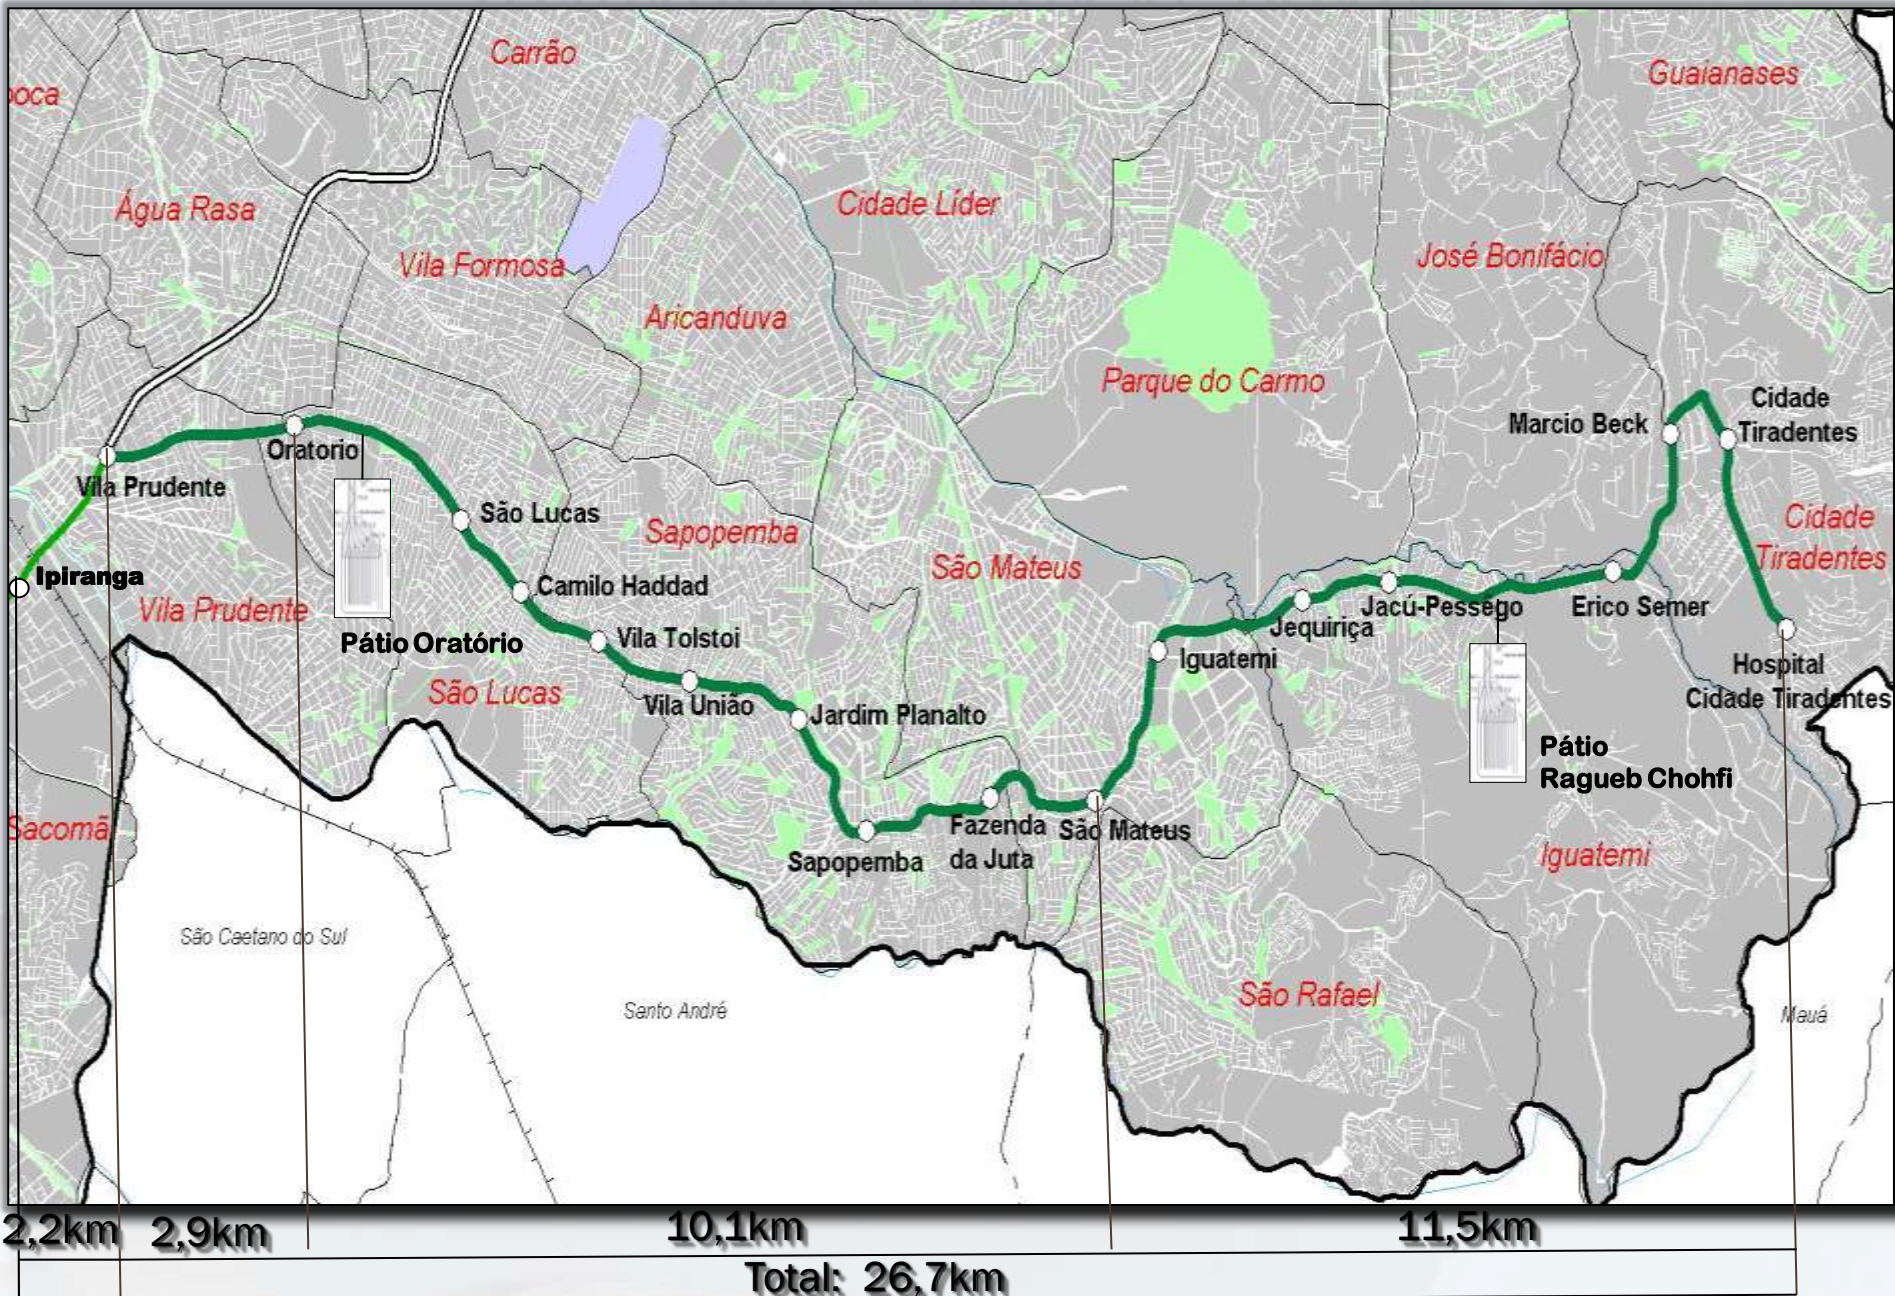 Carrão
Guaianases
Água Rasa
Cidade Líder
Vila Formosa
José Bonifácio
Aricanduva
Parque do Carmo
Cidade
Tiradentes
Marcio Beck
Oratorio
Vila Prudente
São Lucas
Sapopemba
Cidade
Tiradentes
São Mateus
Ipiranga
Camilo Haddad
Vila Prudente
Jacú-Pessêgo
Erico Semer
Jequiriça
Pátio Oratório
Vila Tolstoi
Iguatemi
Hospital
Cidade Tiradentes
São Lucas
Vila União
Jardim Planalto
Pátio
Ragueb Chohfi
Sacomã
Fazenda
da Juta
São Mateus
Sapopemba
Iguatemi
São Caetano do Sul
São Rafael
Santo André
Mauá
2,2km
2,9km
10,1km
11,5km
Total: 26,7km